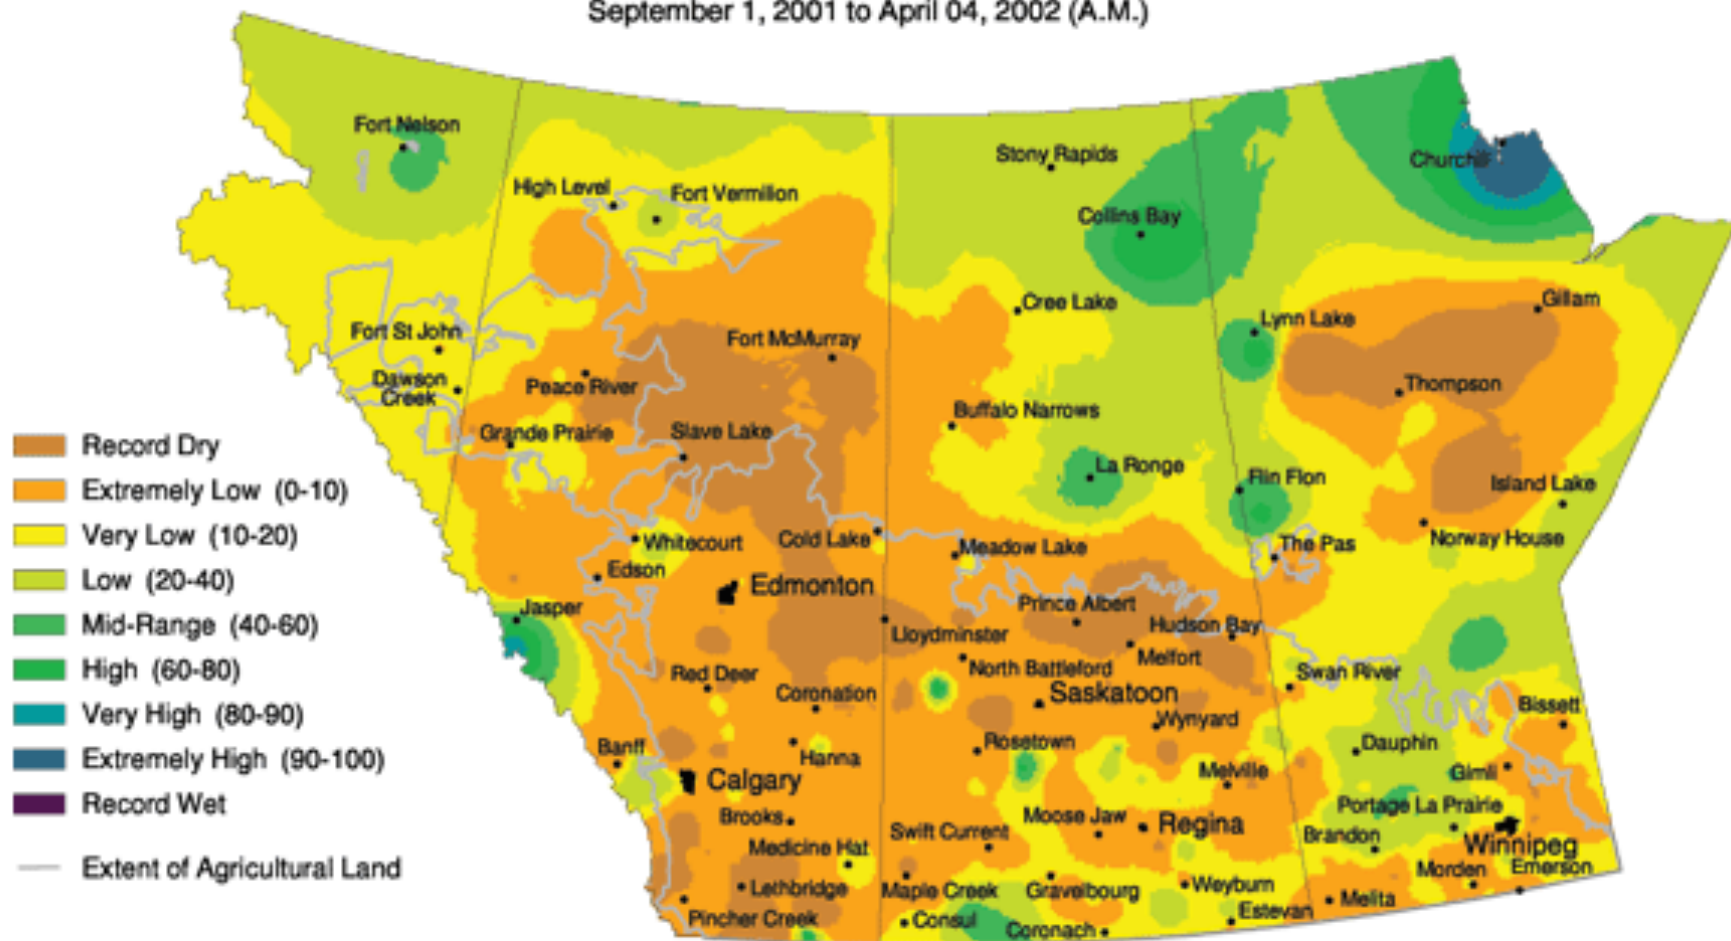 September 1, 2001 to April 04, 2002 (A.M.)
Fort Nelson
Stony Rapids
Churchill
High Level
Fort Vermilion
Collins Bay
Cree Lake
Gillam
Lynn Lake
Fort St John
Fort McMurray
Dawson
Creek
Peace River
Thompson
Buffalo Narrows
Grande Prairie
Slave Lake
La Ronge
Flin Flon
Island Lake
Whitecourt
Cold Lake
Meadow Lake
The Pas
Norway House
Edson
Edmonton
Jasper
Prince Albert
Lloydminster
Hudson Bay
Melfort
North Battleford
Red Deer
Coronation
Saskatoon
Swan River
Wynyard
Bissett
Banff
Hanna
Rosetown
Dauphin
Calgary
Melville
Gimli
Brooks
Swift Current
Moose Jaw
Regina
Portage La Prairie
Brandon
Winnipeg
Medicine Hat
Lethbridge
Maple Creek
Gravelbourg
Weyburn
Morden
Emerson
Melita
Pincher Creek
Consul
Coronach
Estevan
Record Dry
Extremely Low (0-10)
Very Low (10-20)
Low (20-40)
Mid-Range (40-60)
High (60-80)
Very High (80-90)
Extremely High (90-100)
Record Wet
Extent of Agricultural Land